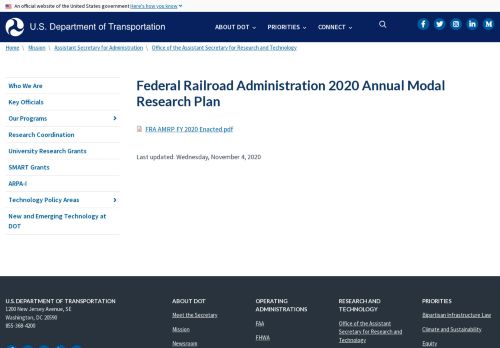 An official website of the United States government Here's how you know
U.S. Department of Transportation
ABOUT DOT
PRIORITIES
CONNECT
Home \ Mission \ Assistant Secretary for Administration \ Office of the Assistant Secretary for Research and Technology
Who We Are
Key Officials
Our Programs
Research Coordination
University Research Grants
SMART Grants
ARPA-I
Technology Policy Areas
New and Emerging Technology at
DOT
Federal Railroad Administration 2020 Annual Modal
Research Plan
FRA AMRP FY 2020 Enacted.pdf
Last updated: Wednesday, November 4, 2020
U.S. DEPARTMENT OF TRANSPORTATION
1200 New Jersey Avenue, SE
Washington, DC 20590
855-368-4200
ABOUT DOT
Meet the Secretary
Mission
Newsroom
OPERATING
ADMINISTRATIONS
FAA
FHWA
RESEARCH AND
TECHNOLOGY
Office of the Assistant
Secretary for Research and
Technology
PRIORITIES
Bipartisan Infrastructure Law
Climate and Sustainability
Equity